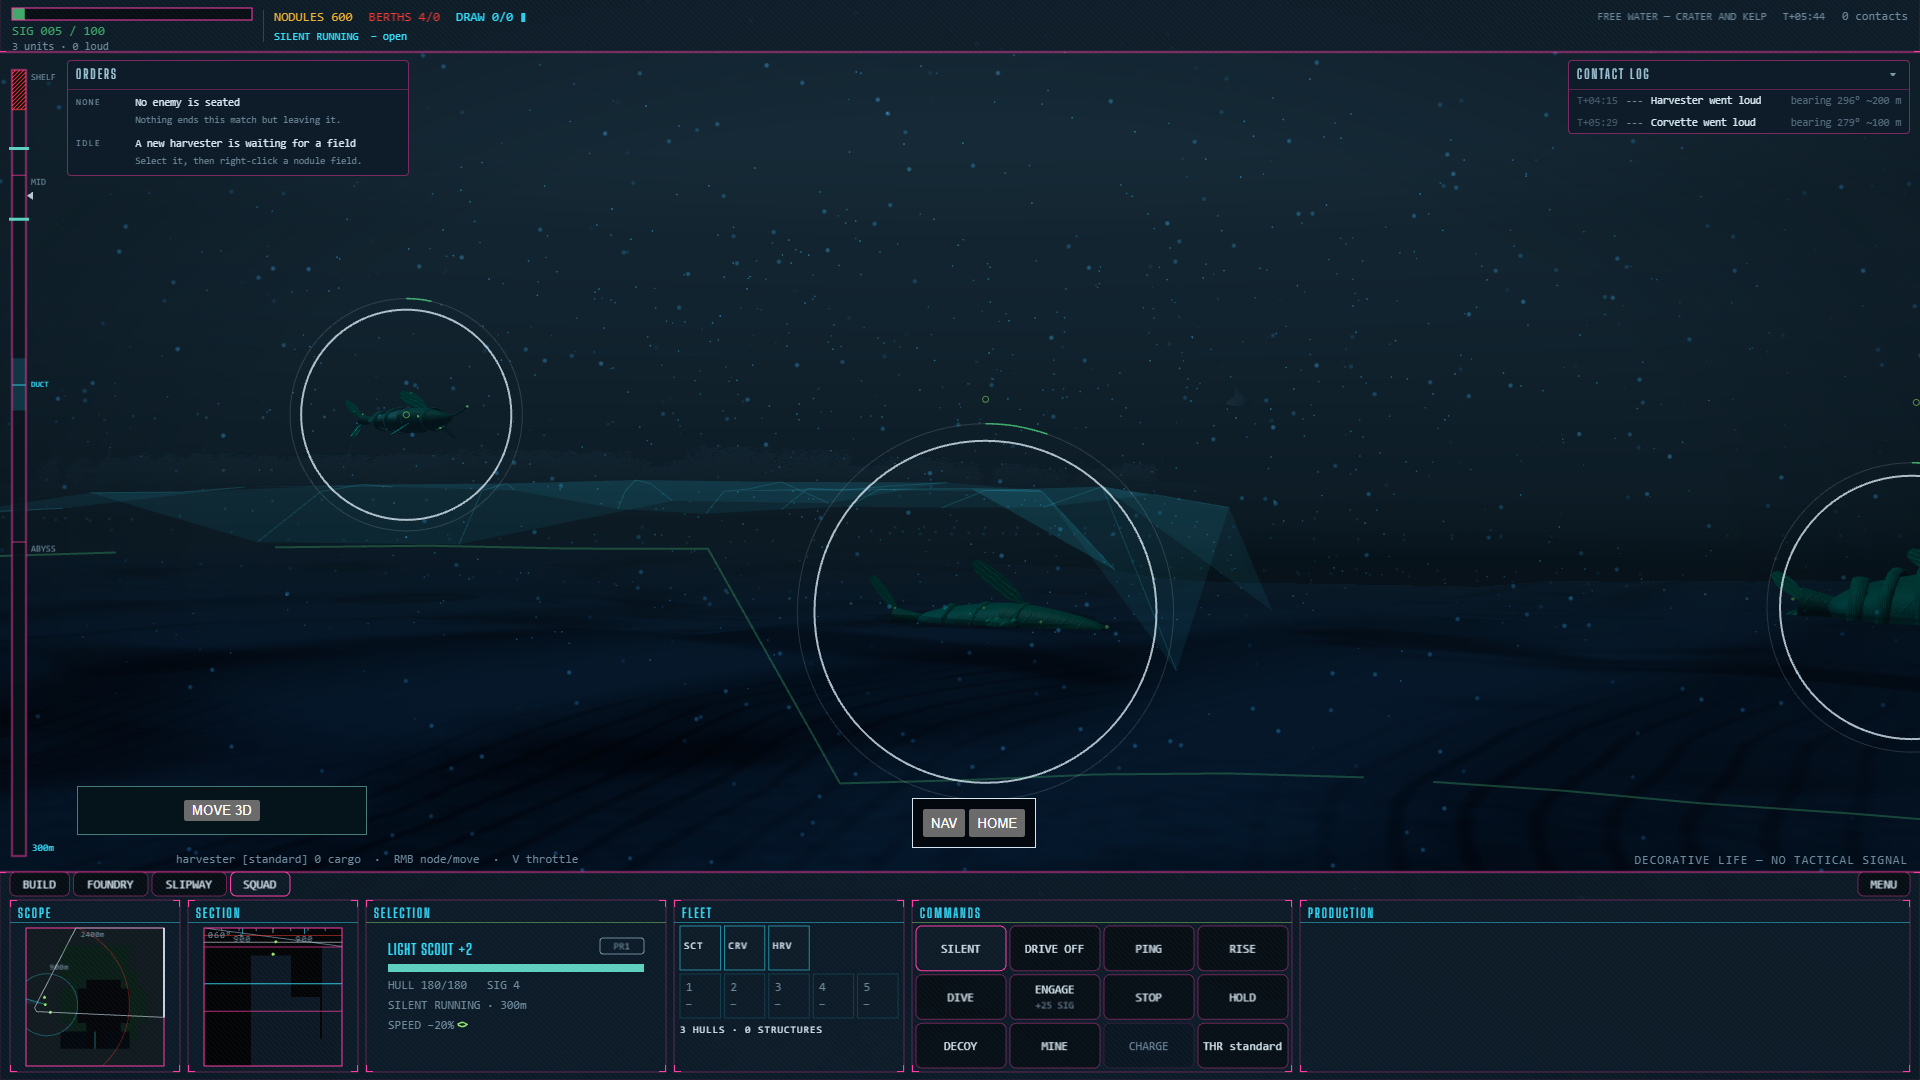 SIG 005 / 100
3 units · 0 loud
NODULES 600 BERTHS 4/0 DRAW 0/0
SILENT RUNNING – open
FREE WATER — CRATER AND KELP T+05:44 0 contacts
SHELF
MID
DUCT
ABYSS
300m
ORDERS
NONE No enemy is seated
Nothing ends this match but leaving it.
IDLE A new harvester is waiting for a field
Select it, then right-click a nodule field.
CONTACT LOG
T+04:15 --- Harvester went loud bearing 296° ~200 m
T+05:29 --- Corvette went loud bearing 279° ~100 m
MOVE 3D
NAV HOME
harvester [standard] 0 cargo · RMB node/move · V throttle
DECORATIVE LIFE — NO TACTICAL SIGNAL
BUILD FOUNDRY SLIPWAY SQUAD
MENU
SCOPE
2400m
900m
SECTION
060° 900 900
SELECTION
LIGHT SCOUT +2 PR1
HULL 180/180 SIG 4
SILENT RUNNING · 300m
SPEED –20%
FLEET
SCT CRV HRV
1 2 3 4 5
– – – – –
3 HULLS · 0 STRUCTURES
COMMANDS
SILENT DRIVE OFF PING RISE
DIVE ENGAGE STOP HOLD
+25 SIG
DECOY MINE CHARGE THR standard
PRODUCTION